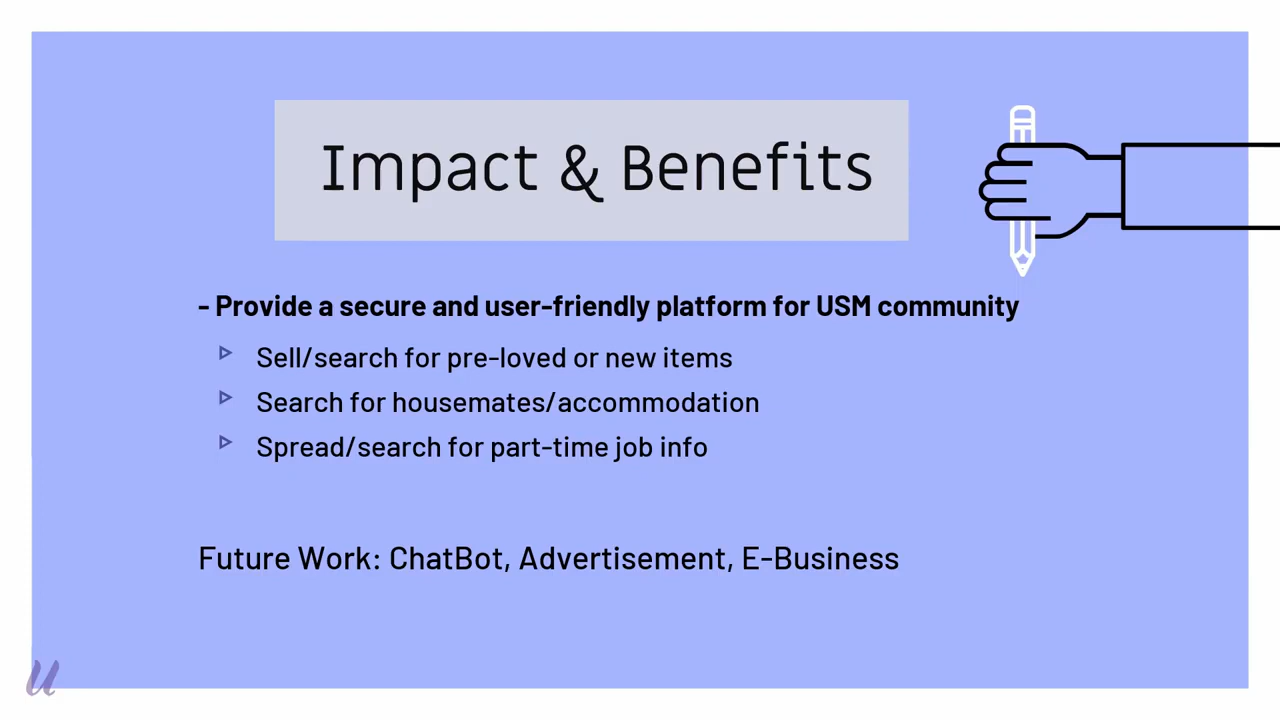 Impact & Benefits
- Provide a secure and user-friendly platform for USM community
Sell/search for pre-loved or new items
Search for housemates/accommodation
Spread/search for part-time job info
Future Work: ChatBot, Advertisement, E-Business
U